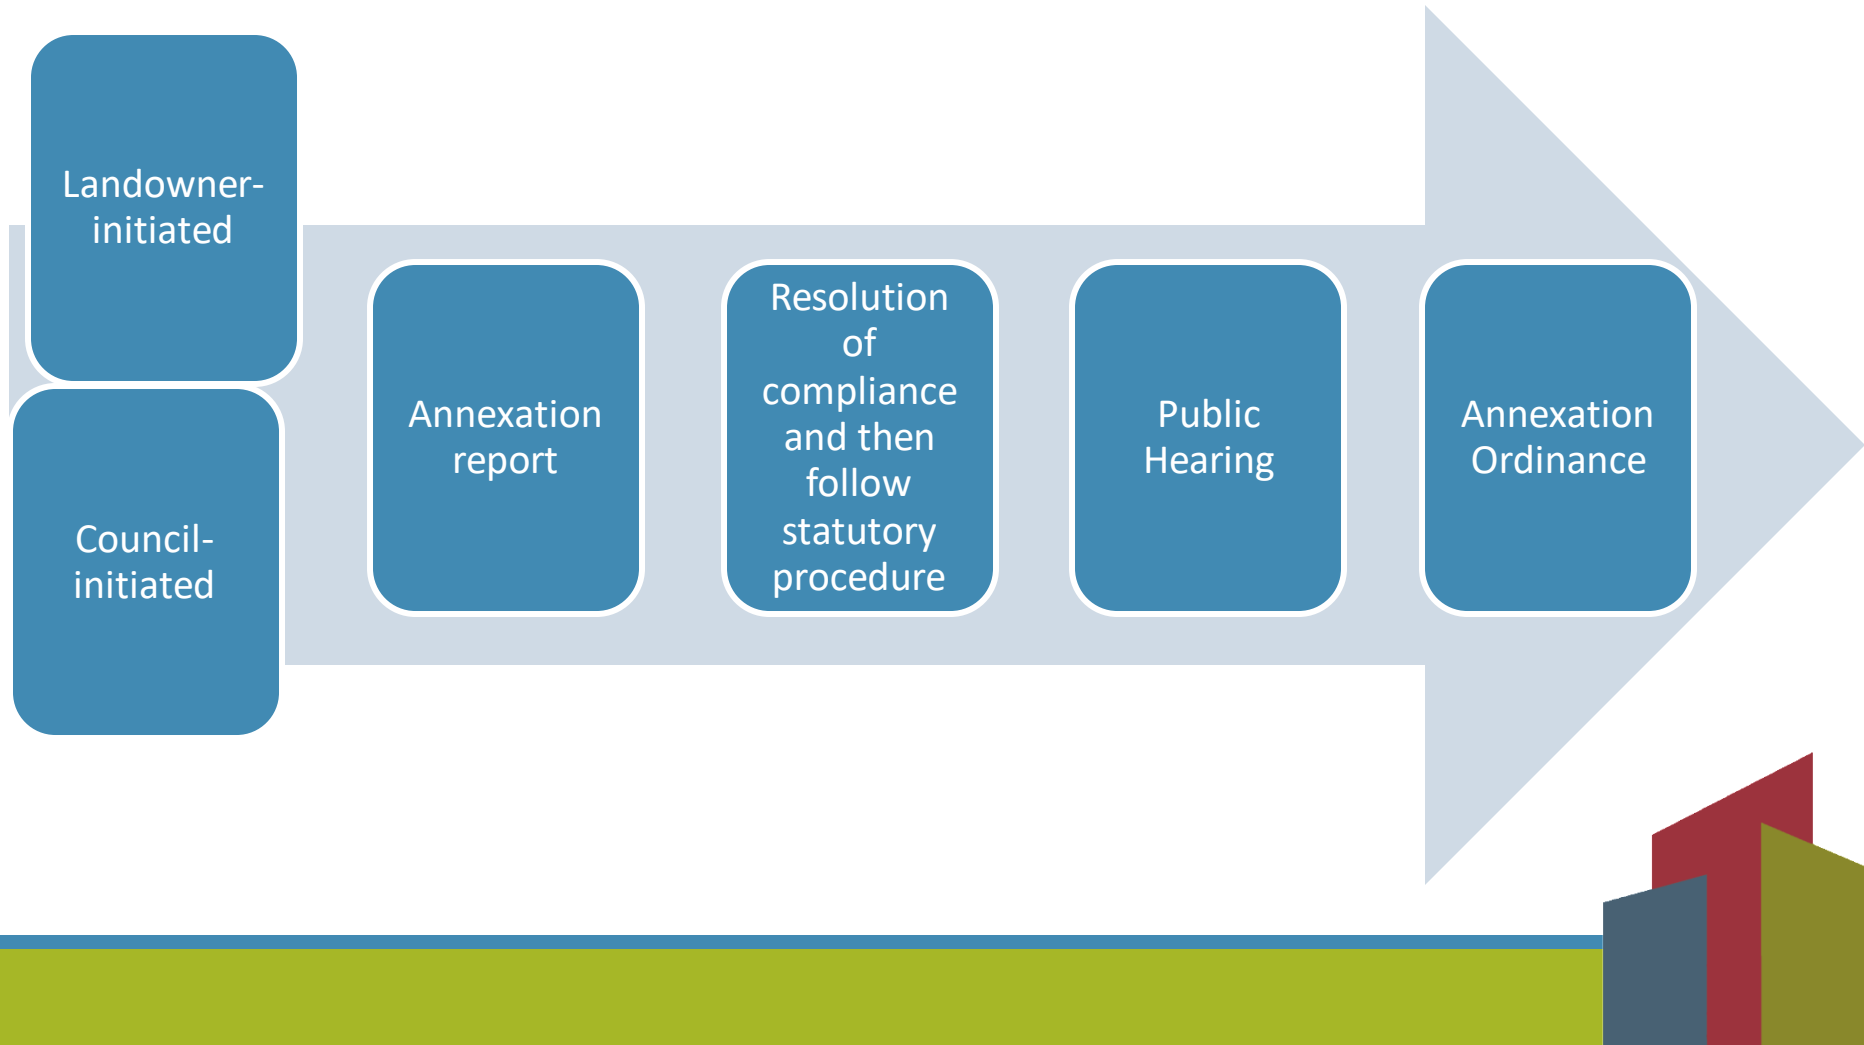 Landowner-
initiated
Council-
initiated
Annexation
report
Resolution
of
compliance
and then
follow
statutory
procedure
Public
Hearing
Annexation
Ordinance